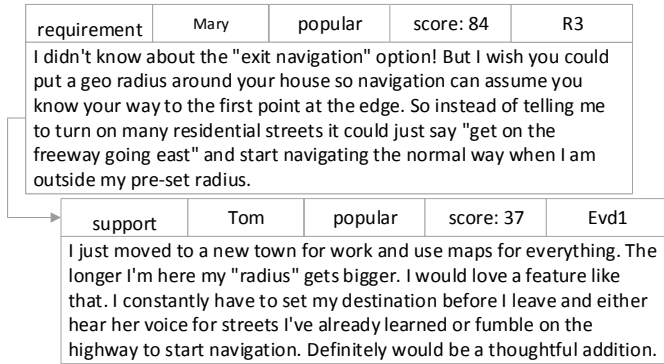 requirement Mary popular score: 84 R3
I didn't know about the "exit navigation" option! But I wish you could
put a geo radius around your house so navigation can assume you
know your way to the first point at the edge. So instead of telling me
to turn on many residential streets it could just say "get on the
freeway going east" and start navigating the normal way when I am
outside my pre-set radius.
support Tom popular score: 37 Evd1
I just moved to a new town for work and use maps for everything. The
longer I'm here my "radius" gets bigger. I would love a feature like
that. I constantly have to set my destination before I leave and either
hear her voice for streets I've already learned or fumble on the
highway to start navigation. Definitely would be a thoughtful addition.